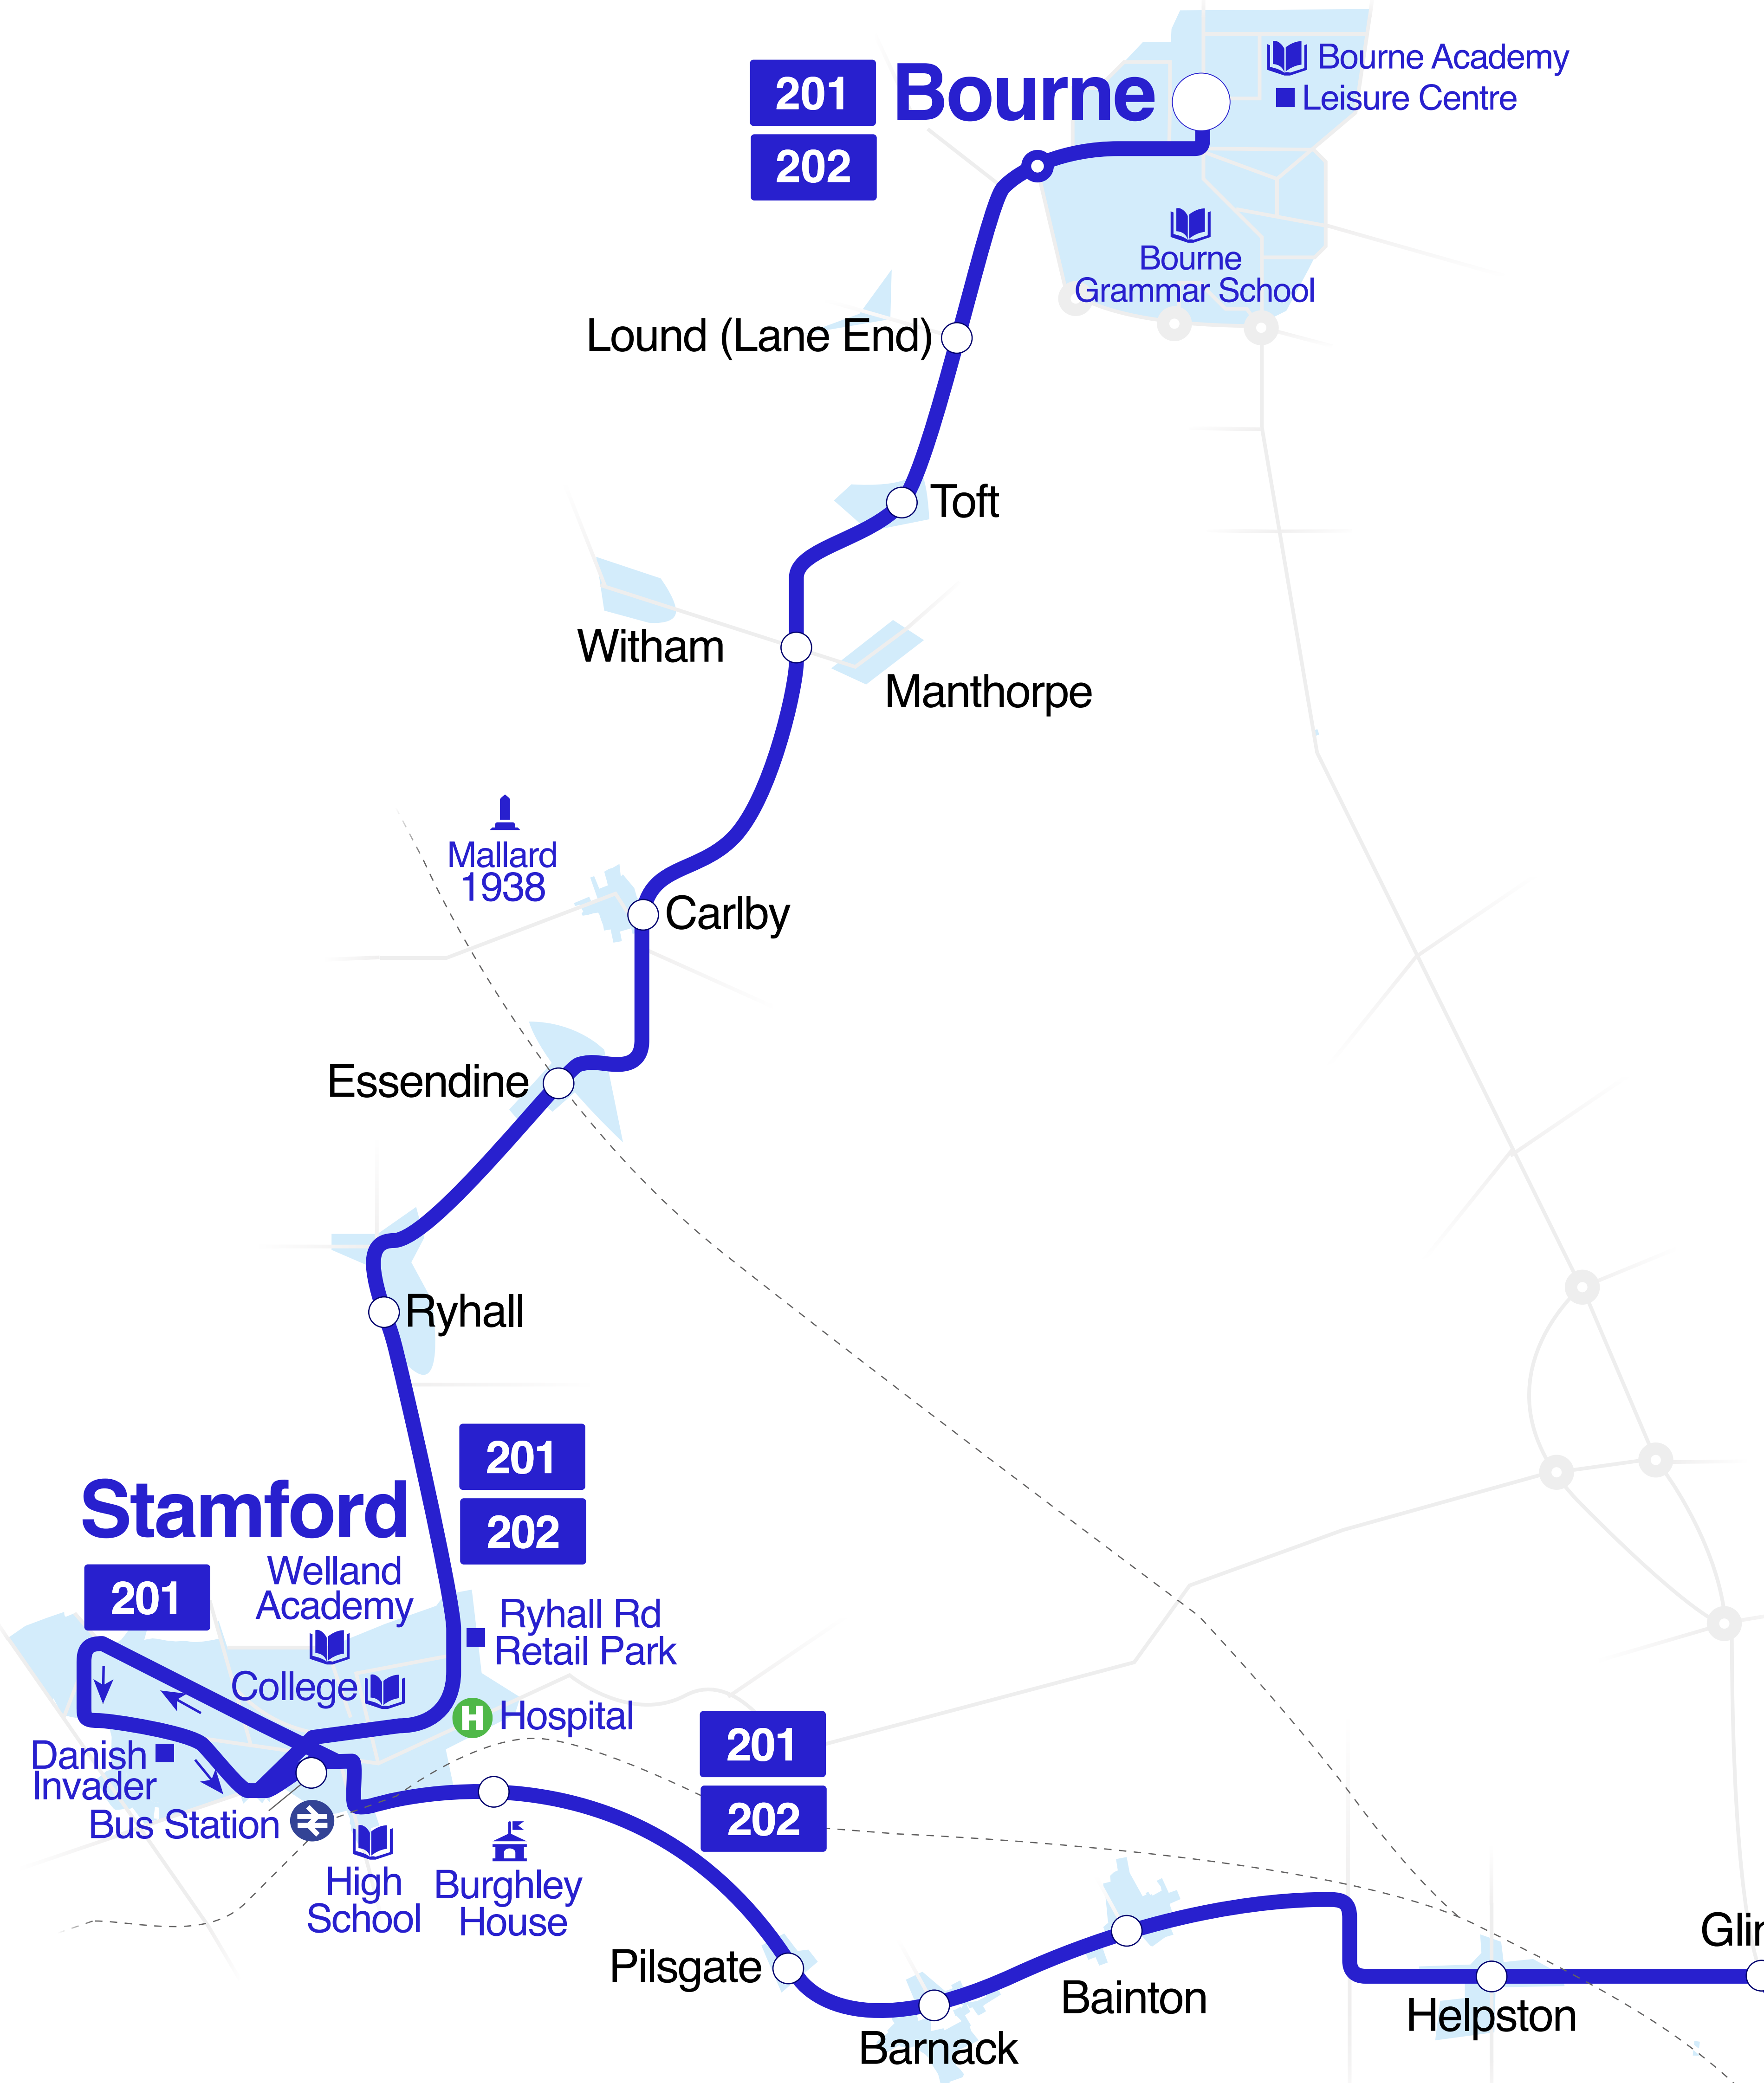 201
Bourne
202
Bourne Academy
Leisure Centre
Bourne
Grammar School
Lound (Lane End)
Toft
Witham
Manthorpe
Mallard
1938
Carlby
Essendine
Ryhall
201
202
Stamford
201
Welland
Academy
College
Ryhall Rd
Retail Park
H
Hospital
Danish
Invader
Bus Station
High
School
Burghley
House
201
202
Pilsgate
Barnack
Bainton
Helpston